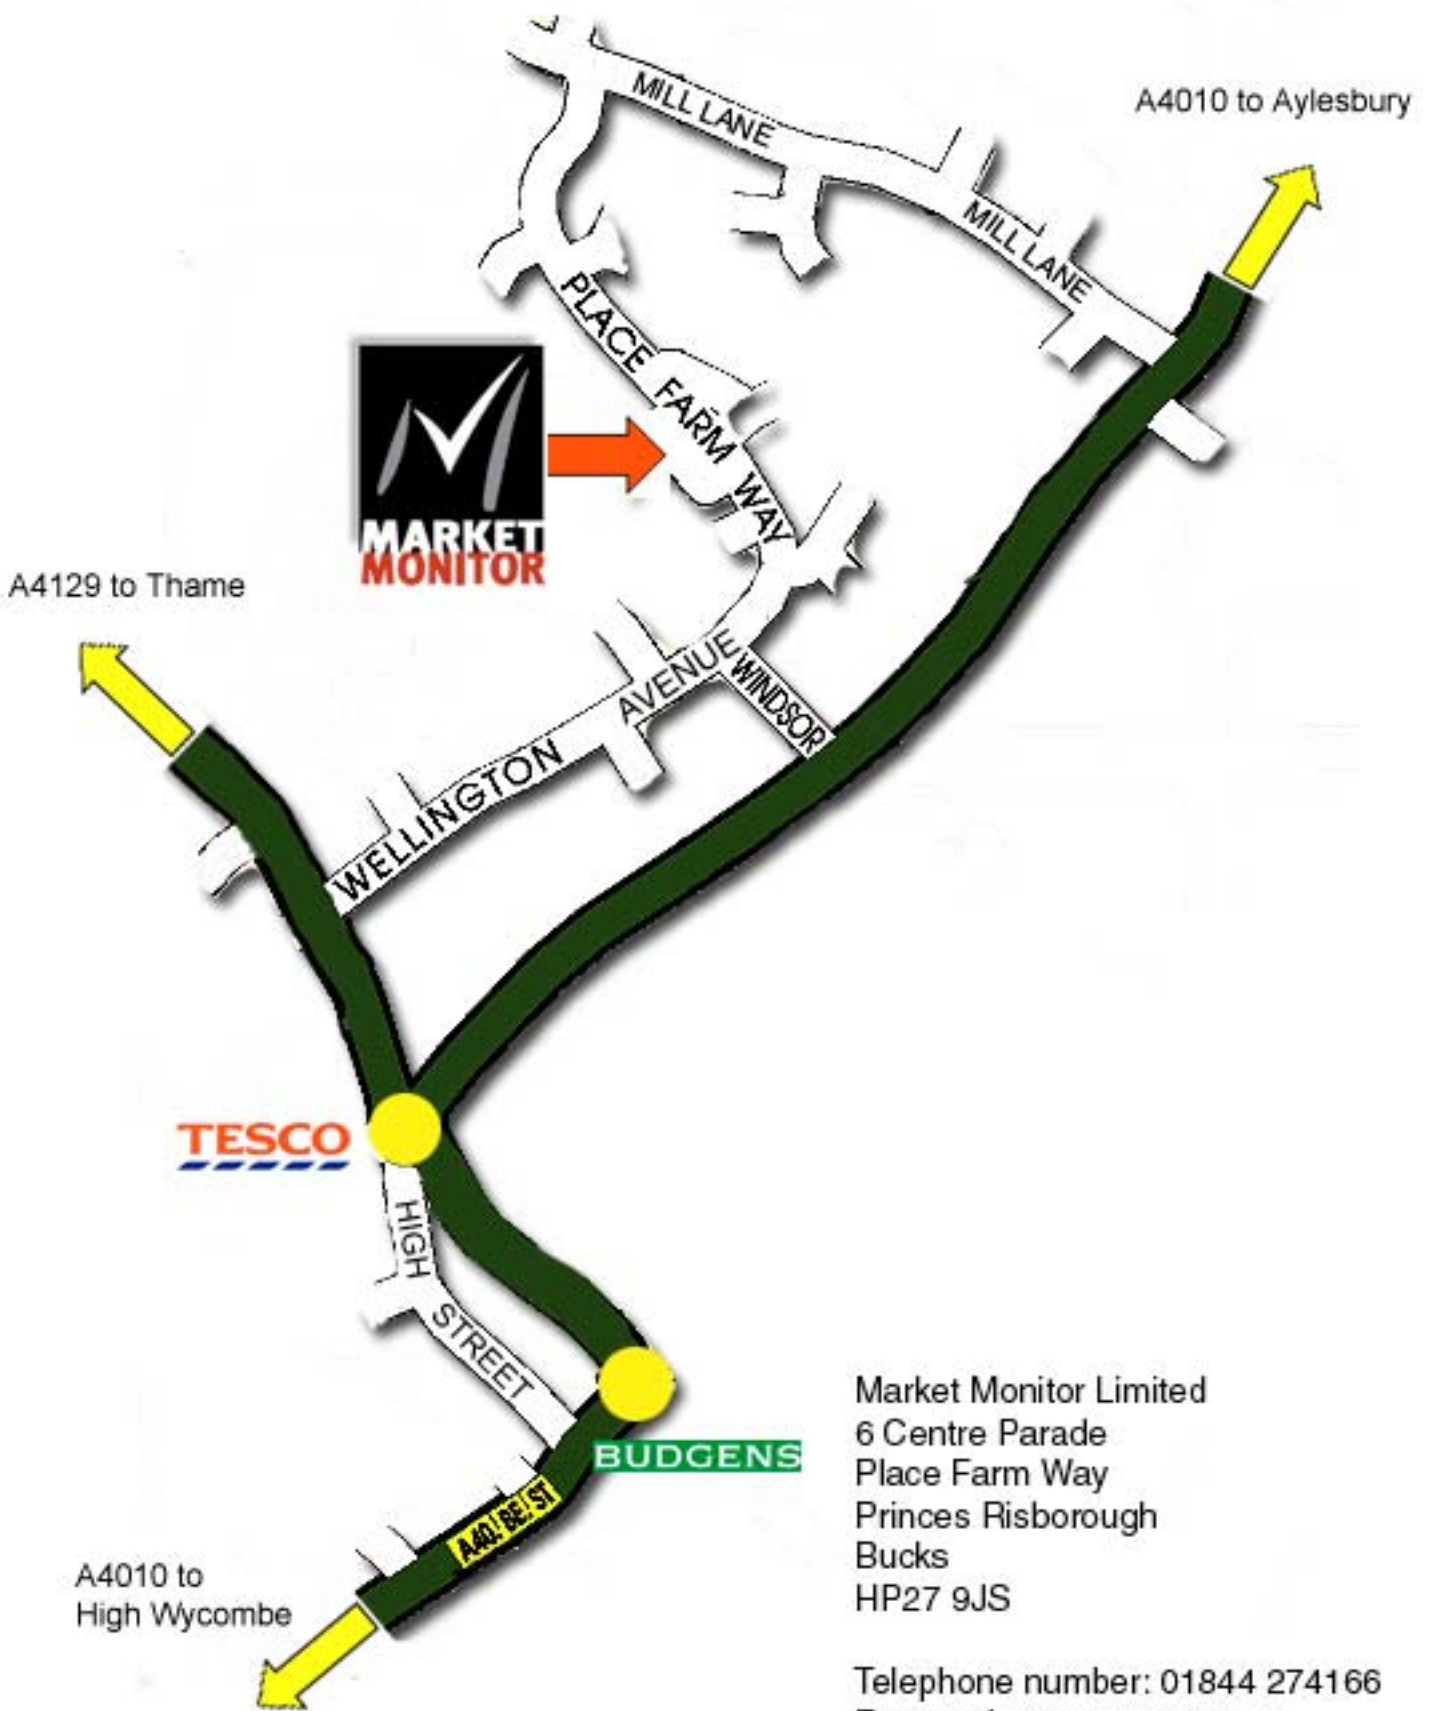 MILL LANE
A4010 to Aylesbury
MILL LANE
PLACE FARM WAY
MARKET
MONITOR
A4129 to Thame
WELLINGTON AVENUE
WINDSOR
TESCO
HIGH STREET
BUDGENS
ST
A4010 to
High Wycombe
Market Monitor Limited
6 Centre Parade
Place Farm Way
Princes Risborough
Bucks
HP27 9JS
Telephone number: 01844 274166